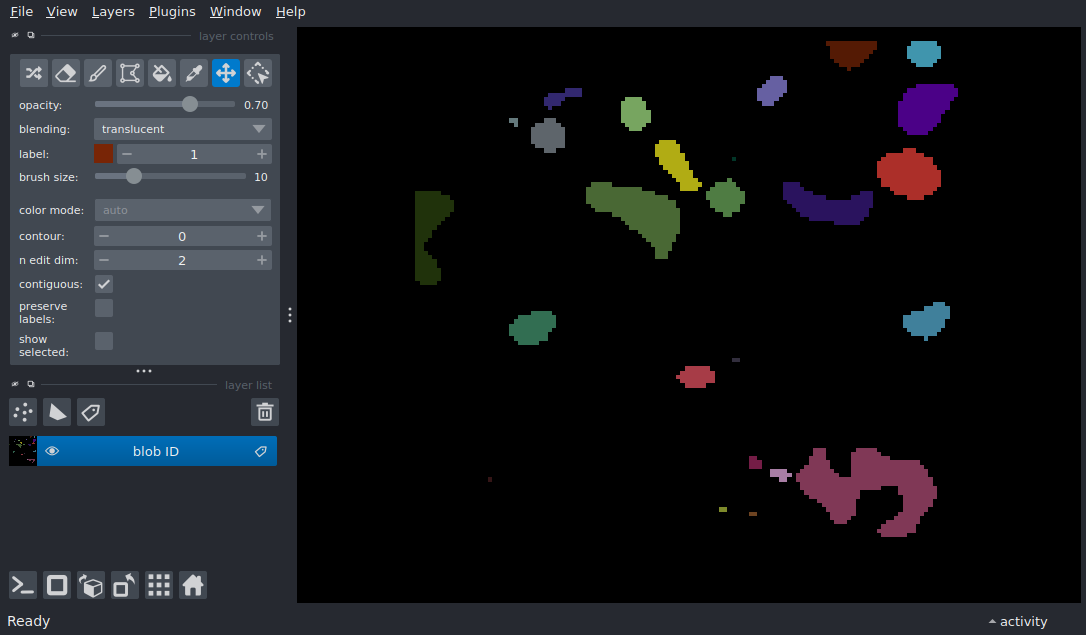 File View Layers Plugins Window Help
layer controls
opacity: 0.70
blending: translucent
label: 1
brush size: 10
color mode: auto
contour: 0
n edit dim: 2
contiguous:
preserve
labels:
show
selected:
layer list
blob ID
Ready
activity